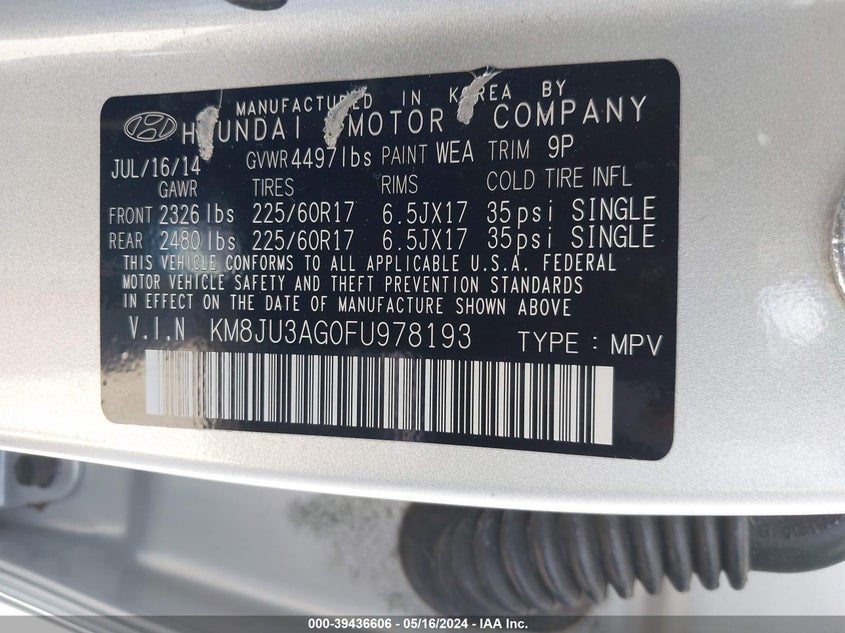 MANUFACTURED IN KOREA BY
HYUNDAI MOTOR COMPANY
JUL/16/14 GVWR 4497lbs PAINT WEA TRIM 9P
GAWR TIRES RIMS COLD TIRE INFL
FRONT 2326 lbs 225/60R17 6.5JX17 35psi SINGLE
REAR 2480 lbs 225/60R17 6.5JX17 35psi SINGLE
THIS VEHICLE CONFORMS TO ALL APPLICABLE U.S.A. FEDERAL
MOTOR VEHICLE SAFETY AND THEFT PREVENTION STANDARDS
IN EFFECT ON THE DATE OF MANUFACTURE SHOWN ABOVE
V.I.N KM8JU3AG0FU978193 TYPE : MPV
000-39436606 - 05/16/2024 - IAA Inc.